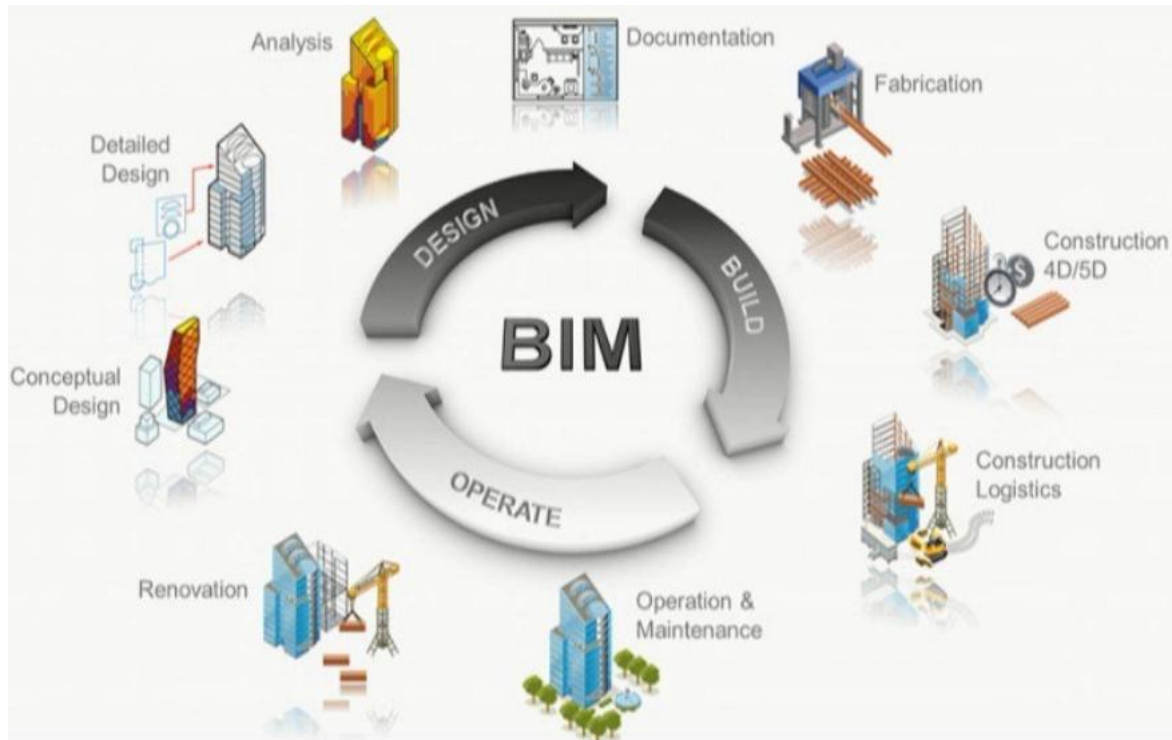 Analysis
Documentation
Fabrication
Detailed
Design
DESIGN
BUILD
Construction
4D/5D
$
BIM
Conceptual
Design
Construction
Logistics
OPERATE
Renovation
Operation &
Maintenance